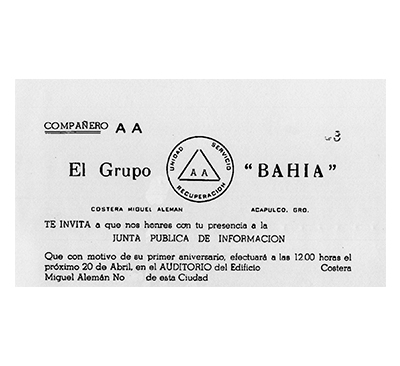 COMPAÑERO A A
3
UNIDAD SERVICIO RECUPERACION
A A
El Grupo "BAHIA"
COSTERA MIGUEL ALEMAN ACAPULCO, GRO.
TE INVITA a que nos honres con tu presencia a la
JUNTA PUBLICA DE INFORMACION
Que con motivo de su primer aniversario, efectuará a las 12.00 horas el
próximo 20 de Abril, en el AUDITORIO del Edificio Costera
Miguel Alemán No de esta Ciudad